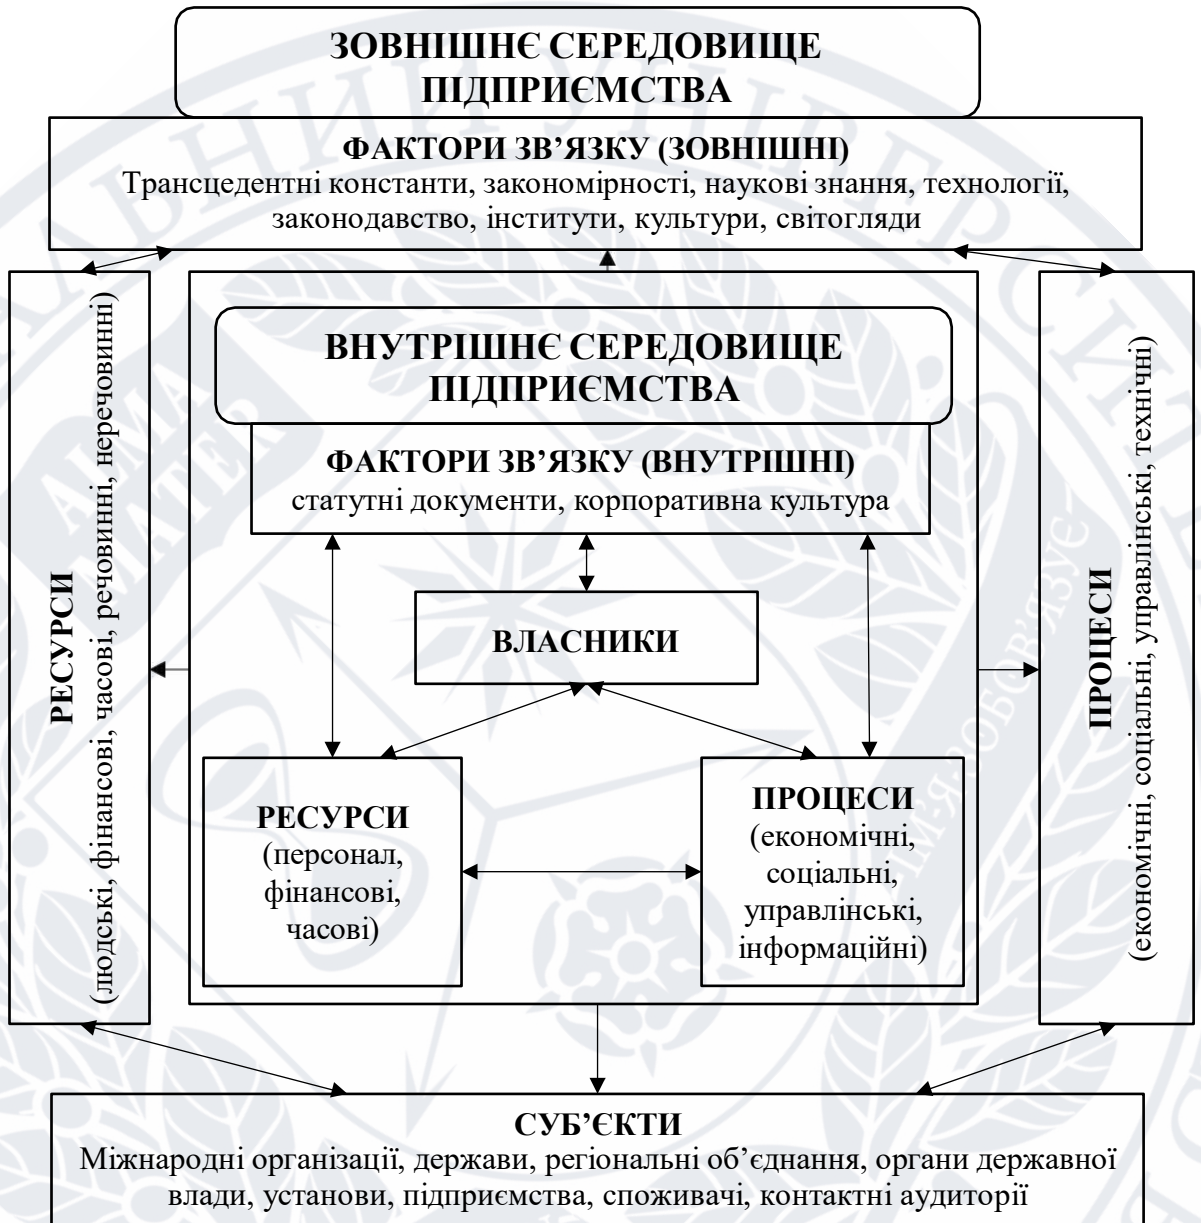 ЗОВНІШНЄ СЕРЕДОВИЩЕ
ПІДПРИЄМСТВА
ФАКТОРИ ЗВ’ЯЗКУ (ЗОВНІШНІ)
Трансцедентні константи, закономірності, наукові знання, технології,
законодавство, інститути, культури, світогляди
РЕСУРСИ
(людські, фінансові, часові, речовинні, неречовинні)
ВНУТРІШНЄ СЕРЕДОВИЩЕ
ПІДПРИЄМСТВА
ФАКТОРИ ЗВ’ЯЗКУ (ВНУТРІШНІ)
статутні документи, корпоративна культура
ВЛАСНИКИ
РЕСУРСИ
(персонал,
фінансові,
часові)
ПРОЦЕСИ
(економічні,
соціальні,
управлінські,
інформаційні)
ПРОЦЕСИ
(економічні, соціальні, управлінські, технічні)
СУБ’ЄКТИ
Міжнародні організації, держави, регіональні об’єднання, органи державної
влади, установи, підприємства, споживачі, контактні аудиторії